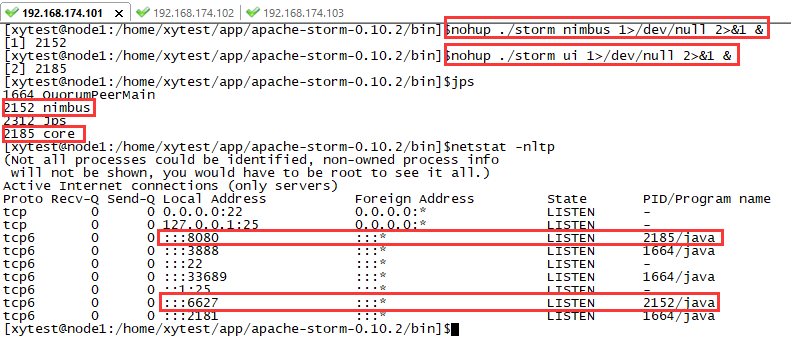 192.168.174.101 x 192.168.174.102 192.168.174.103
[xytest@node1:/home/xytest/app/apache-storm-0.10.2/bin]$nohup ./storm nimbus 1>/dev/null 2>&1 &
[1] 2152
[xytest@node1:/home/xytest/app/apache-storm-0.10.2/bin]$nohup ./storm ui 1>/dev/null 2>&1 &
[2] 2185
[xytest@node1:/home/xytest/app/apache-storm-0.10.2/bin]$jps
1664 QuorumPeerMain
2152 nimbus
2312 Jps
2185 core
[xytest@node1:/home/xytest/app/apache-storm-0.10.2/bin]$netstat -nltp
(Not all processes could be identified, non-owned process info
will not be shown, you would have to be root to see it all.)
Active Internet connections (only servers)
Proto Recv-Q Send-Q Local Address Foreign Address State PID/Program name
tcp 0 0 0.0.0.0:22 0.0.0.0:* LISTEN -
tcp 0 0 127.0.0.1:25 0.0.0.0:* LISTEN -
tcp6 0 0 :::8080 :::* LISTEN 2185/java
tcp6 0 0 :::3888 :::* LISTEN 1664/java
tcp6 0 0 :::22 :::* LISTEN -
tcp6 0 0 :::33689 :::* LISTEN 1664/java
tcp6 0 0 ::1:25 :::* LISTEN -
tcp6 0 0 :::6627 :::* LISTEN 2152/java
tcp6 0 0 :::2181 :::* LISTEN 1664/java
[xytest@node1:/home/xytest/app/apache-storm-0.10.2/bin]$